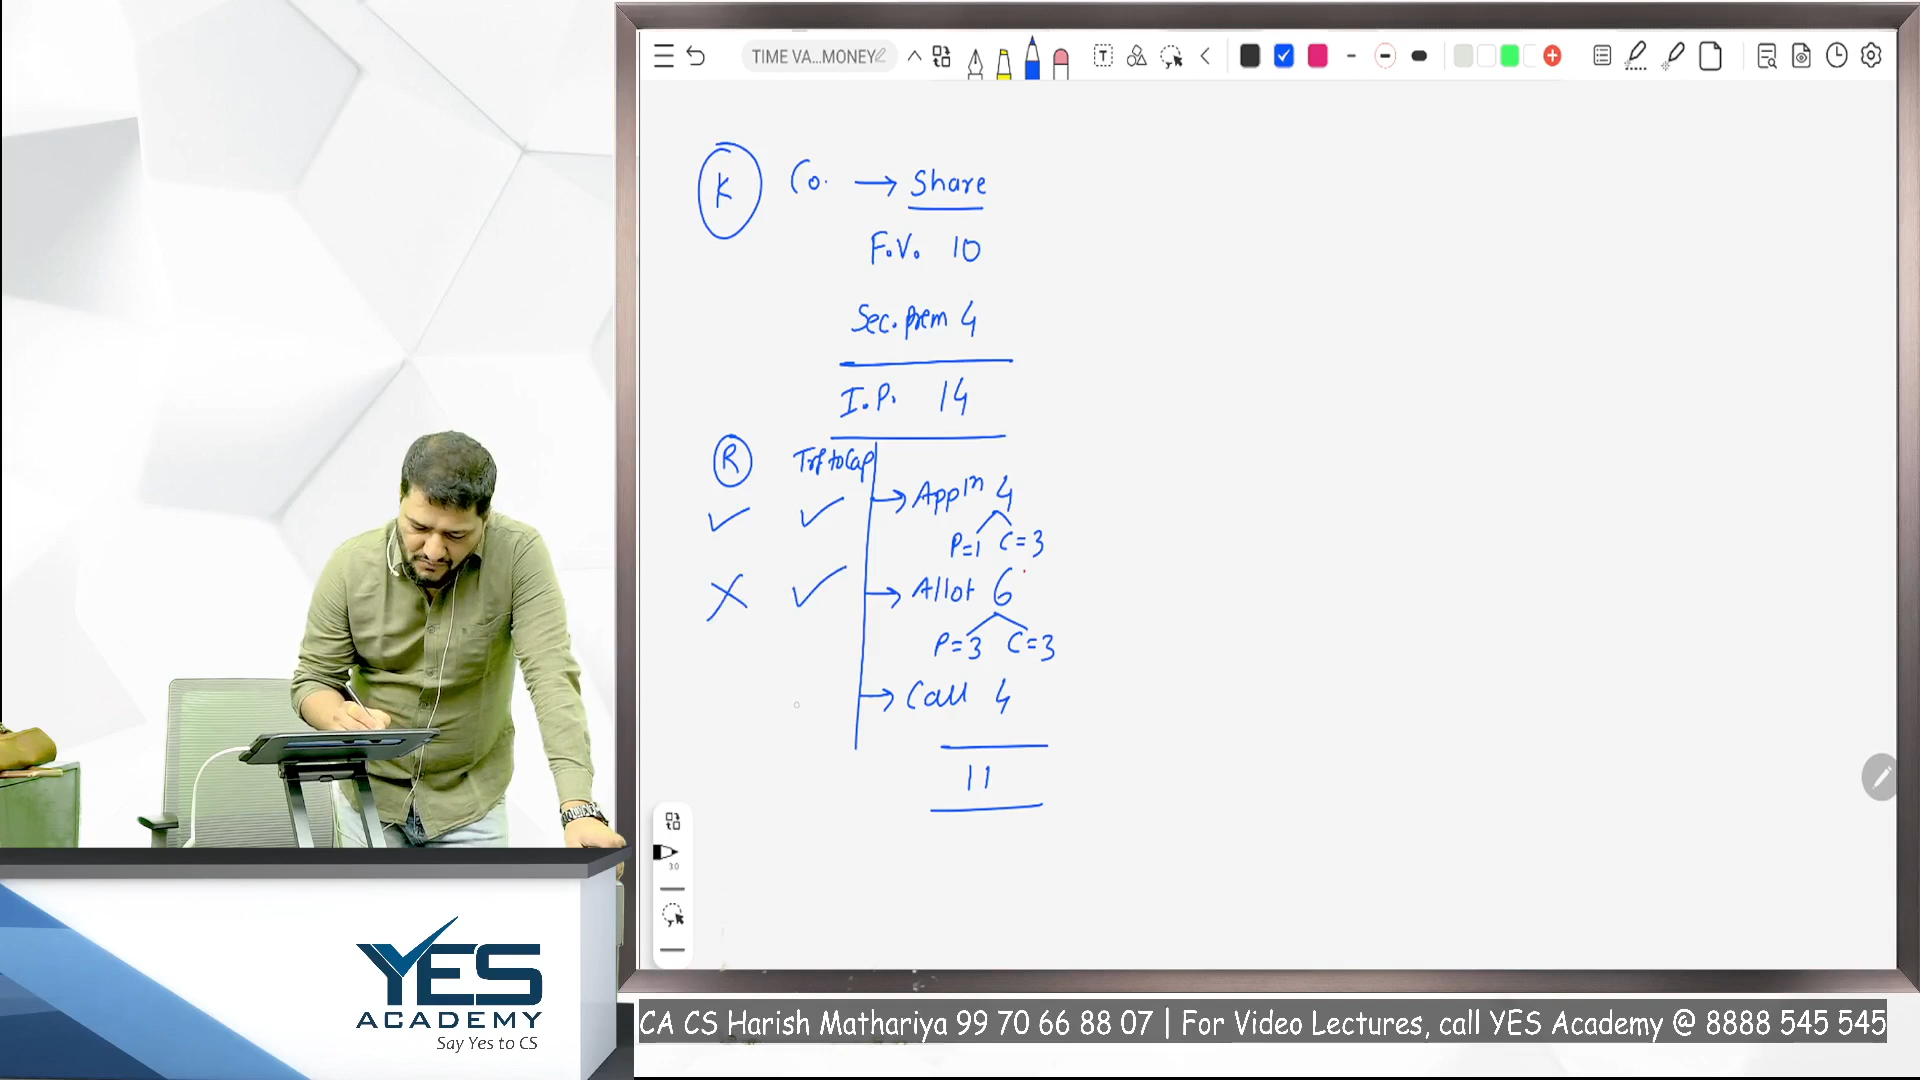 TIME VA...MONEY
K Co. → Share
F.V. 10
Sec. Prem 4
I.P. 14
R Trf to Cap
→ Appln 4
P=1 C=3
→ Allot 6
P=3 C=3
→ Call 4
11
30
YES
ACADEMY
Say Yes to CS
CA CS Harish Mathariya 99 70 66 88 07 | For Video Lectures, call YES Academy @ 8888 545 545